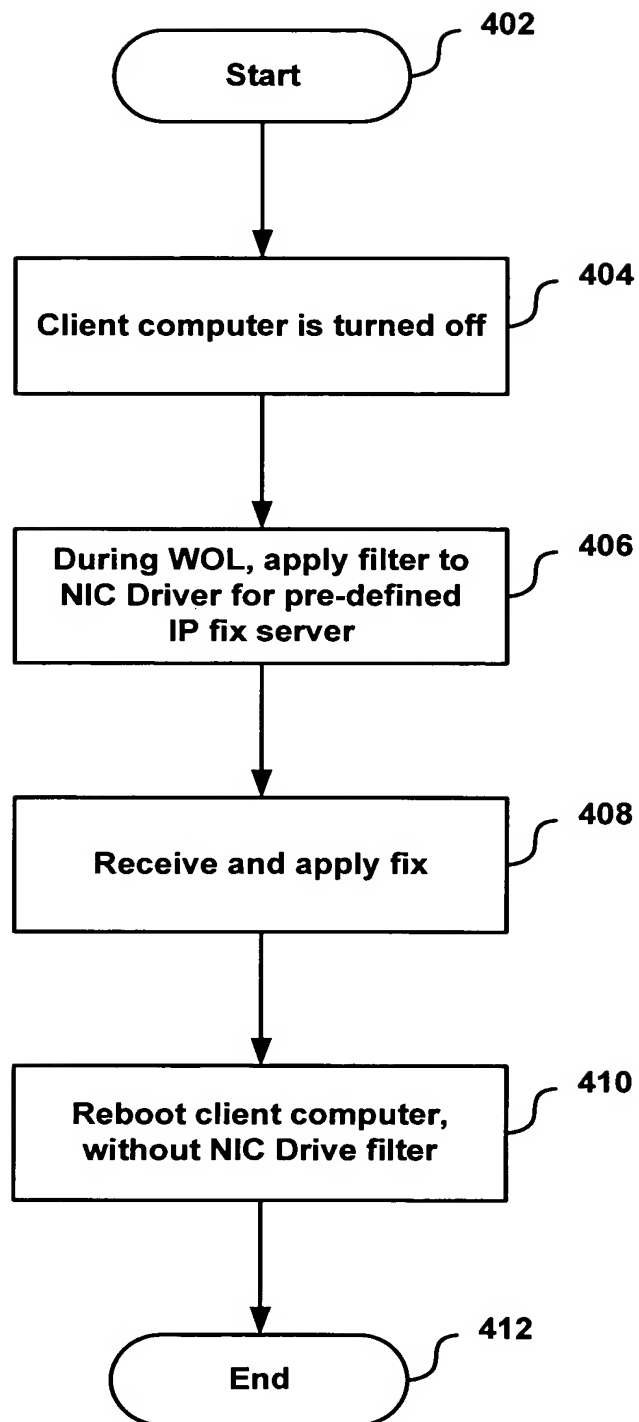 402
Start
404
Client computer is turned off
406
During WOL, apply filter to
NIC Driver for pre-defined
IP fix server
408
Receive and apply fix
410
Reboot client computer,
without NIC Drive filter
412
End